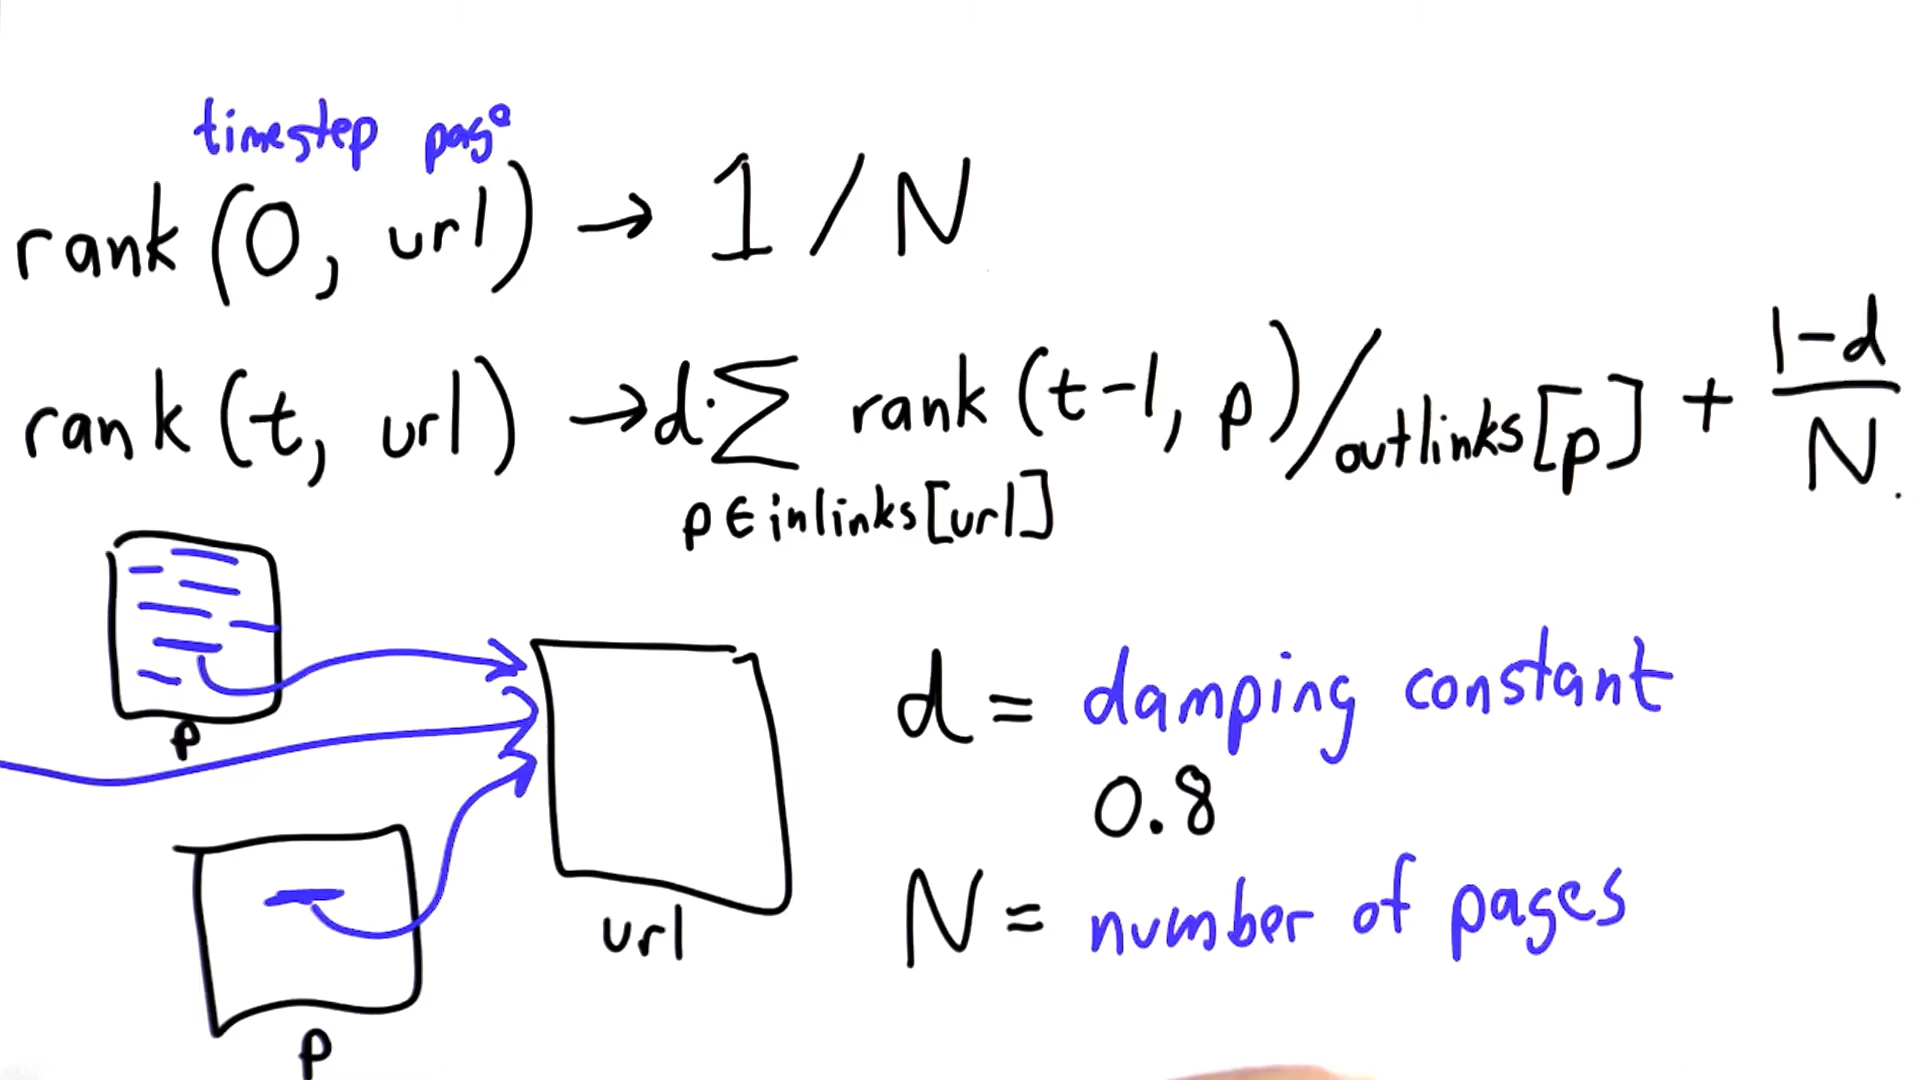 timestep page
rank (0, url) → 1 / N
rank (t, url) → d · ∑ rank (t-1, p) / outlinks[p] + 1-d / N
p ∈ inlinks[url]
p
url
p
d = damping constant
0.8
N = number of pages